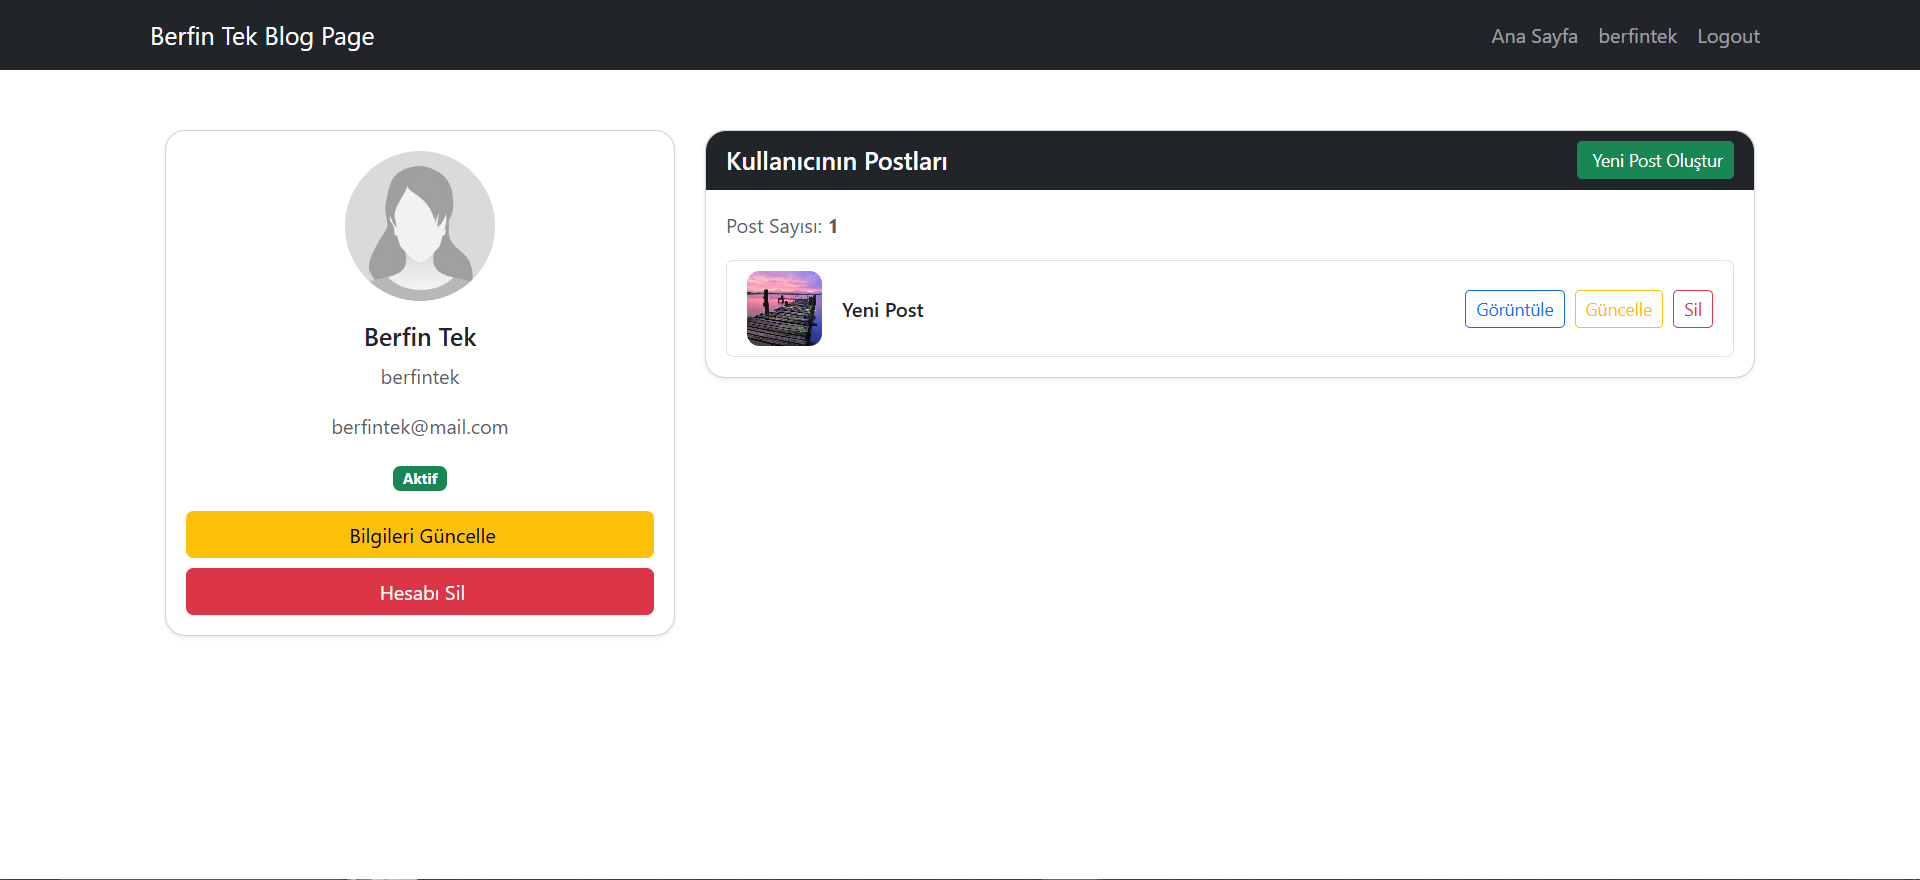 Berfin Tek Blog Page
Ana Sayfa berfintek Logout
Berfin Tek
berfintek
berfintek@mail.com
Aktif
Bilgileri Güncelle
Hesabı Sil
Kullanıcının Postları
Yeni Post Oluştur
Post Sayısı: 1
Yeni Post
Görüntüle Güncelle Sil